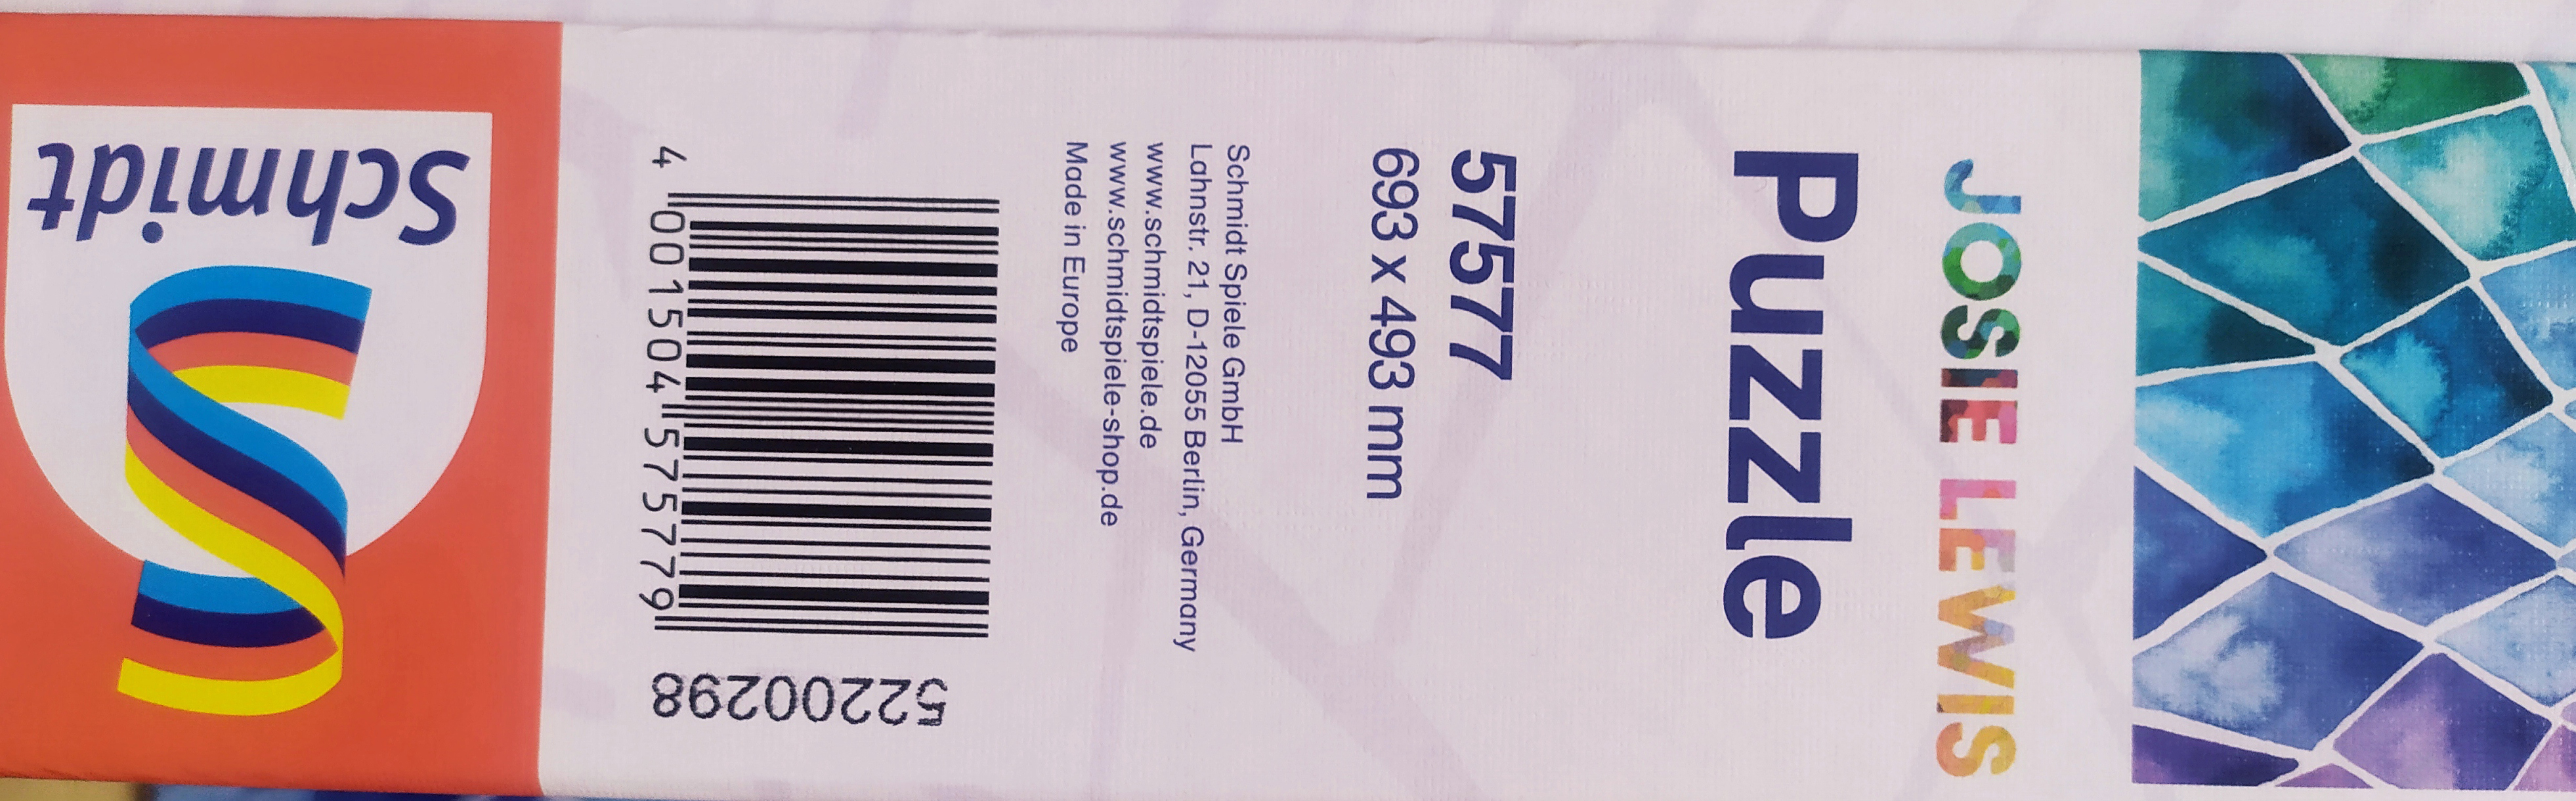 JOSIE LEWIS
Puzzle
57577
693 x 493 mm
Schmidt Spiele GmbH
Lahnstr. 21, D-12055 Berlin, Germany
www.schmidtspiele.de
www.schmidtspiele-shop.de
Made in Europe
4 001504 575779
52200298
Schmidt